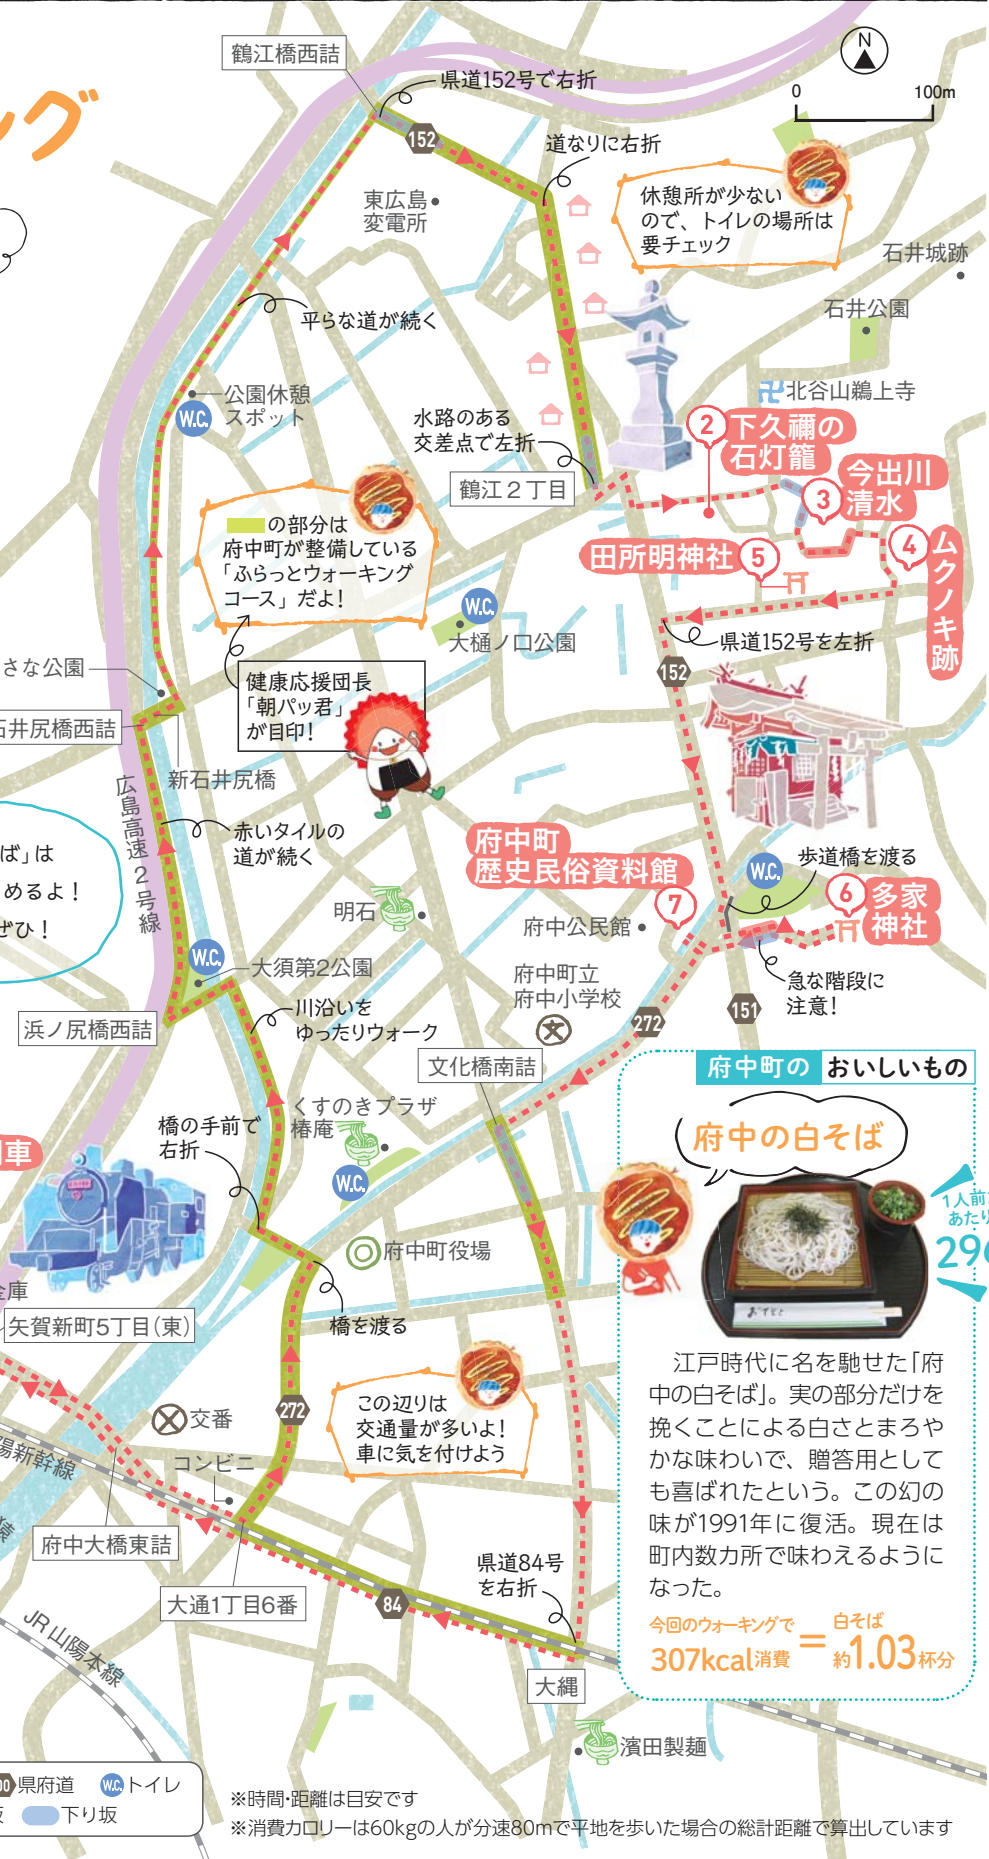 ング
鶴江橋西詰
県道152号で右折
N
0 100m
152
道なりに右折
東広島
変電所
休憩所が少ない
ので、トイレの場所は
要チェック
石井城跡
石井公園
平らな道が続く
公園休憩
スポット
W.C.
北谷山鵜上寺
水路のある
交差点で左折
鶴江2丁目
2 下久禰の
石灯籠
3 今出川
清水
4 ムクノキ跡
田所明神社 5
の部分は
府中町が整備している
「ふらっとウォーキング
コース」だよ!
W.C.
大樋ノ口公園
県道152号を左折
152
さな公園
健康応援団長
「朝パッ君」
が目印!
石井尻橋西詰
新石井尻橋
広島高速2号線
赤いタイルの
道が続く
ば」は
めるよ!
ぜひ!
府中町
歴史民俗資料館
7
歩道橋を渡る
W.C.
6 多家
神社
明石
府中公民館
W.C.
大須第2公園
府中町立
府中小学校
急な階段に
注意!
川沿いを
ゆったりウォーク
浜ノ尻橋西詰
272
151
文化橋南詰
府中町の おいしいもの
橋の手前で
右折
くすのきプラザ
椿庵
府中の白そば
車
W.C.
1人前
あたり
296
府中町役場
金庫
矢賀新町5丁目(東)
橋を渡る
おてもと
江戸時代に名を馳せた「府
中の白そば」。実の部分だけを
挽くことによる白さとまろや
かな味わいで、贈答用として
も喜ばれたという。この幻の
味が1991年に復活。現在は
町内数カ所で味わえるように
なった。
この辺りは
交通量が多いよ!
車に気を付けよう
交番
272
陽新幹線
コンビニ
府中大橋東詰
県道84号
を右折
大通1丁目6番
84
今回のウォーキングで
307kcal消費 = 白そば
約1.03杯分
JR山陽本線
大縄
濱田製麺
県府道 W.C. トイレ
下り坂
※時間・距離は目安です
※消費カロリーは60kgの人が分速80mで平地を歩いた場合の総計距離で算出しています